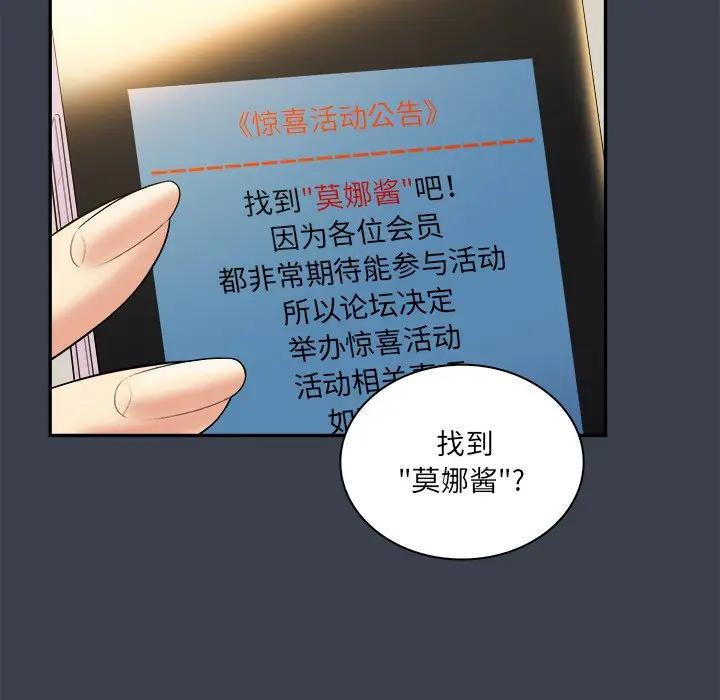 《惊喜活动公告》
找到"莫娜酱"吧!
因为各位会员
都非常期待能参与活动
所以论坛决定
举办惊喜活动
活动相关
如
找到
"莫娜酱"?